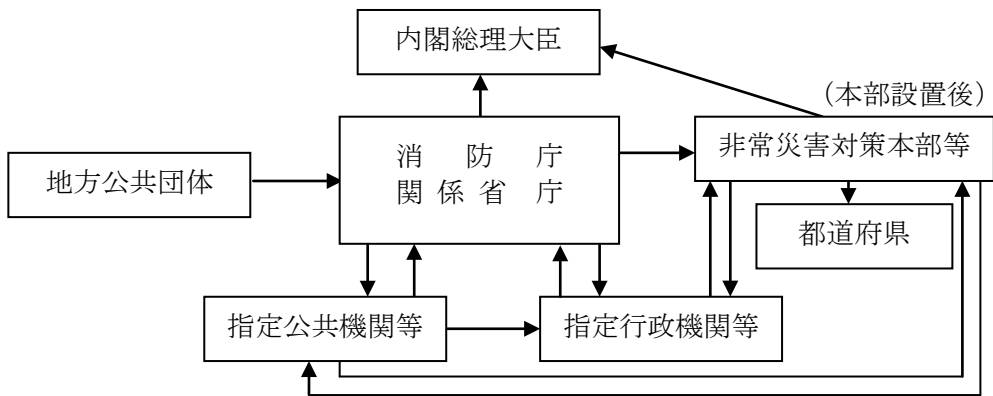 内閣総理大臣
（本部設置後）
消　防　庁
関 係 省 庁
非常災害対策本部等
地方公共団体
都道府県
指定公共機関等
指定行政機関等